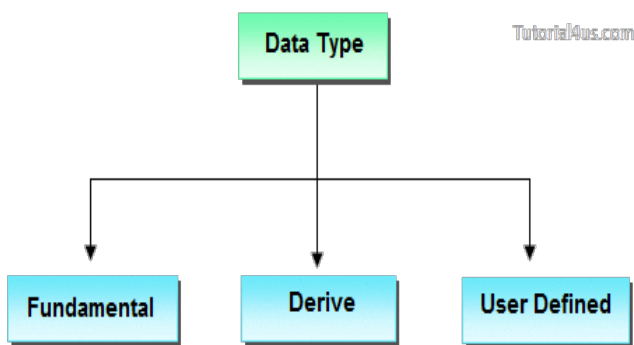 Data Type
Tutorial4us.com
Fundamental
Derive
User Defined